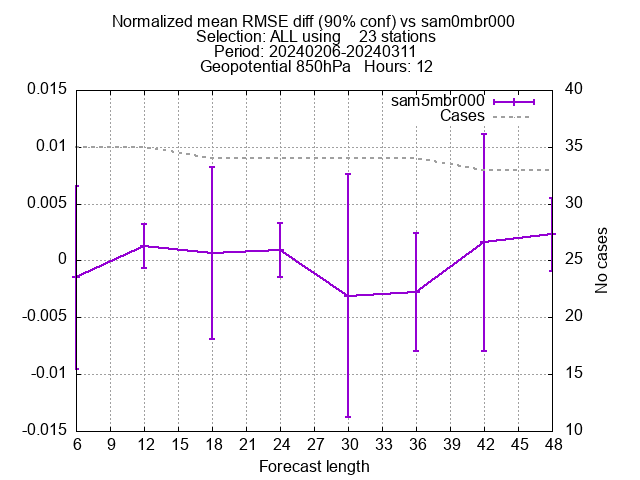 Normalized mean RMSE diff (90% conf) vs sam0mbr000
Selection: ALL using    23 stations
Period: 20240206-20240311
Geopotential 850hPa   Hours: 12
sam5mbr000
Cases
0.015
0.01
0.005
0
-0.005
-0.01
-0.015
40
35
30
25
20
15
10
No cases
6 9 12 15 18 21 24 27 30 33 36 39 42 45 48
Forecast length